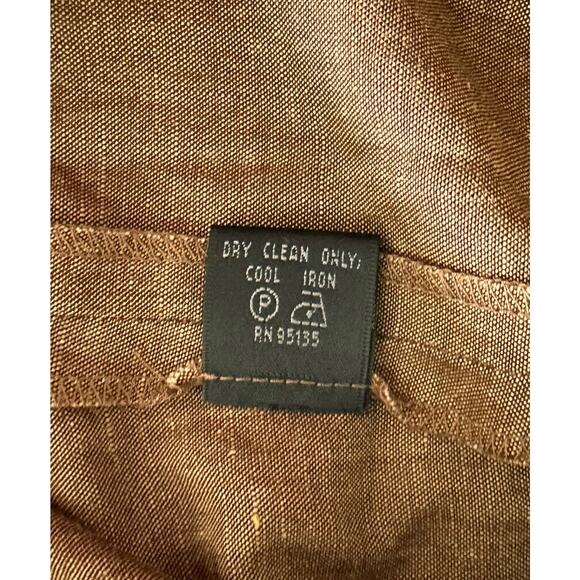 DRY CLEAN ONLY;
COOL IRON
P
RN 95135